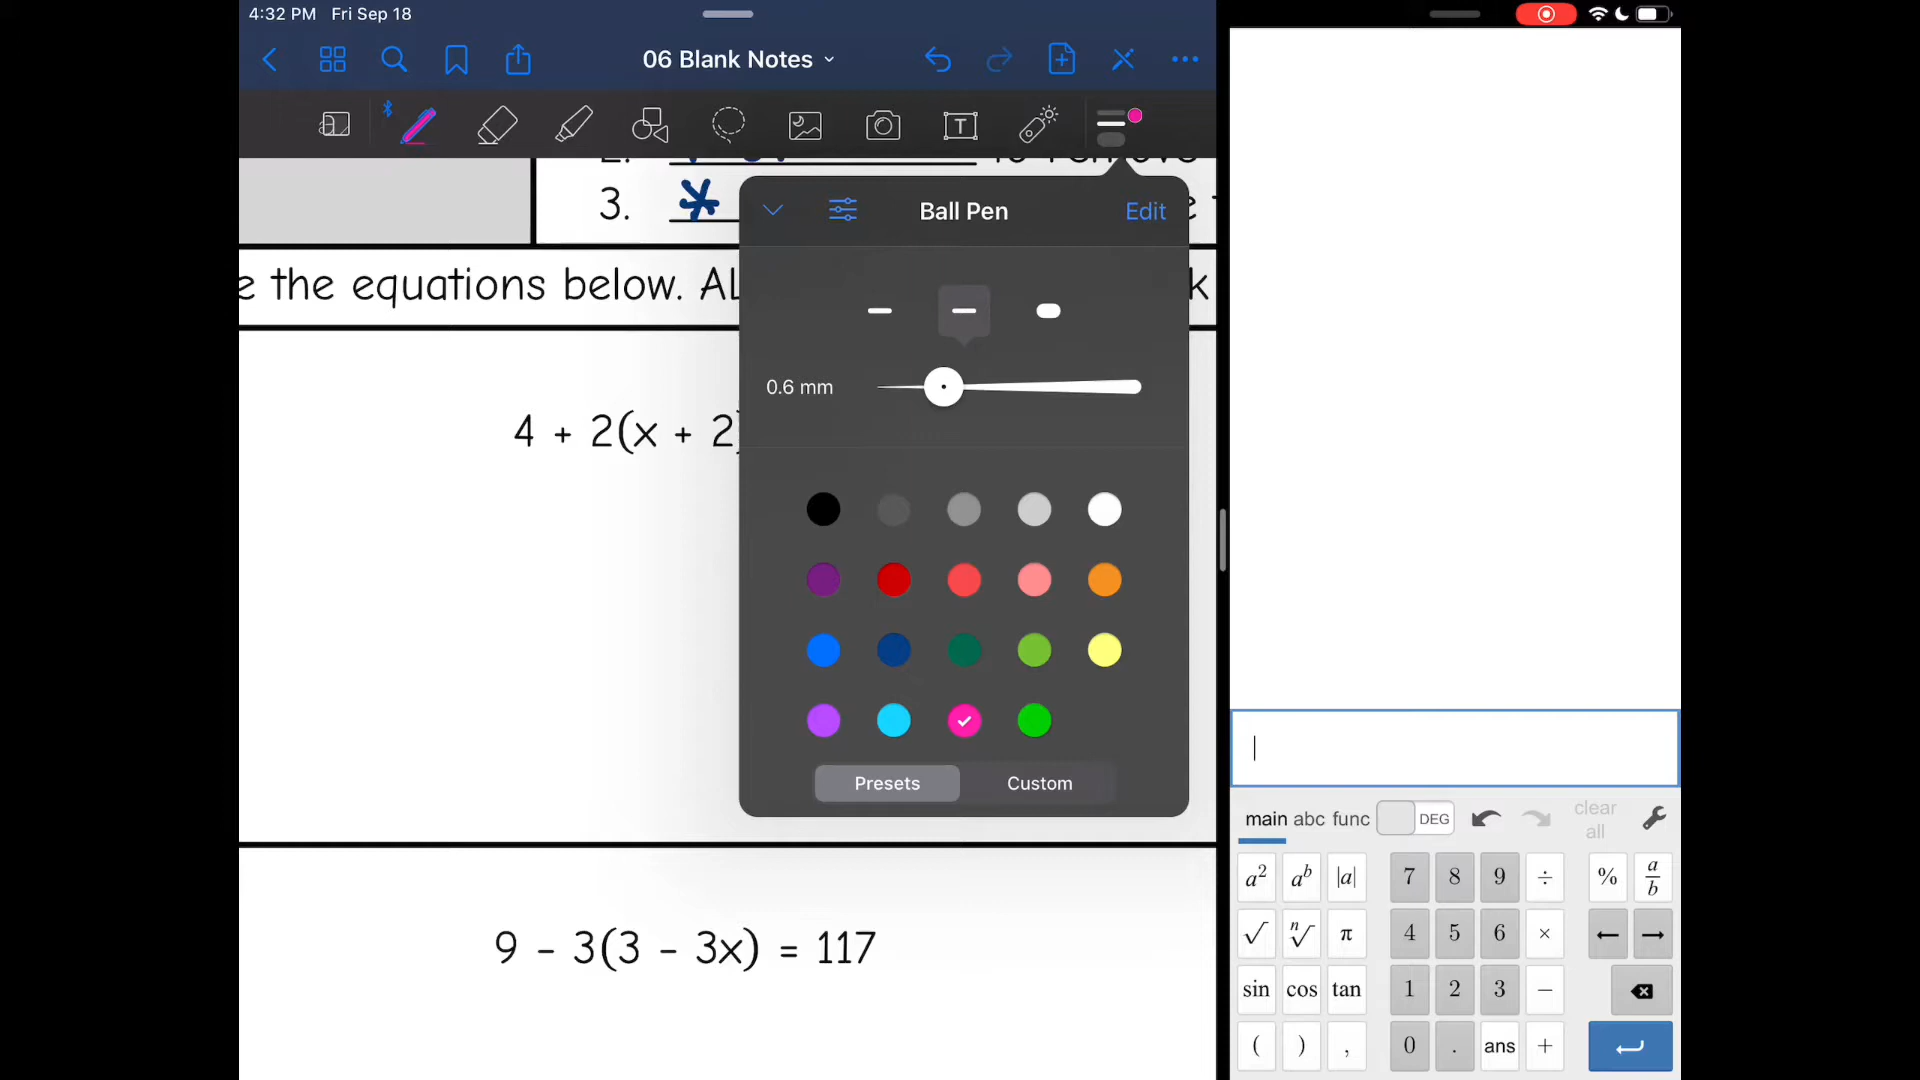 4:32 PM Fri Sep 18
06 Blank Notes
T
3. *
Ball Pen
Edit
e the equations below. AL
k
0.6 mm
4 + 2(x + 2)
Presets
Custom
9 - 3(3 - 3x) = 117
main abc func DEG clear all
a² aᵇ |a| 7 8 9 ÷ % a/b
√ ⁿ√ π 4 5 6 × ← →
sin cos tan 1 2 3 −
( ) , 0 . ans +